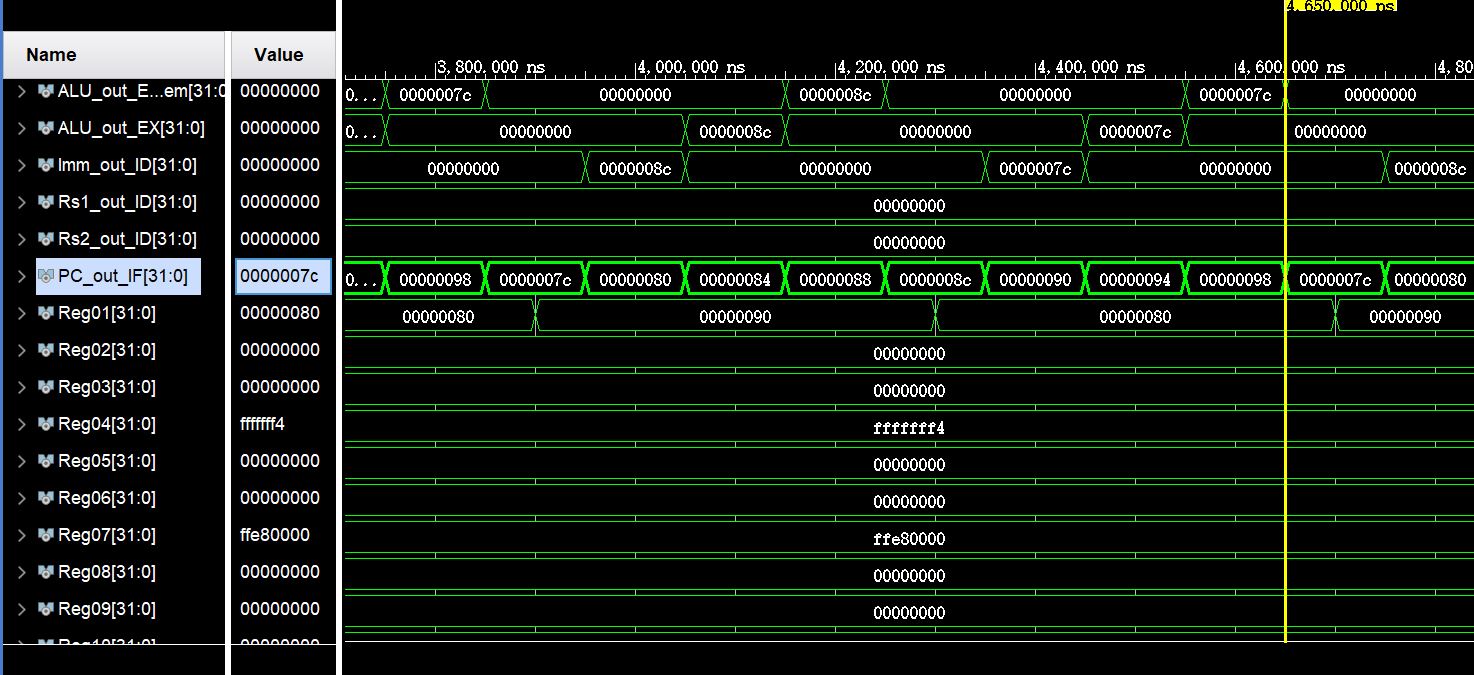 4,650.000 ns
Name Value
3,800.000 ns 4,000.000 ns 4,200.000 ns 4,400.000 ns 4,600.000 ns 4,80
ALU_out_E...em[31:0 00000000 0... 0000007c 00000000 0000008c 00000000 0000007c 00000000
ALU_out_EX[31:0] 00000000 0... 00000000 0000008c 00000000 0000007c 00000000
Imm_out_ID[31:0] 00000000 00000000 0000008c 00000000 0000007c 00000000 0000008c
Rs1_out_ID[31:0] 00000000 00000000
Rs2_out_ID[31:0] 00000000 00000000
PC_out_IF[31:0] 0000007c 0... 00000098 0000007c 00000080 00000084 00000088 0000008c 00000090 00000094 00000098 0000007c 00000080
Reg01[31:0] 00000080 00000080 00000090 00000080 00000090
Reg02[31:0] 00000000 00000000
Reg03[31:0] 00000000 00000000
Reg04[31:0] fffffff4 fffffff4
Reg05[31:0] 00000000 00000000
Reg06[31:0] 00000000 00000000
Reg07[31:0] ffe80000 ffe80000
Reg08[31:0] 00000000 00000000
Reg09[31:0] 00000000 00000000